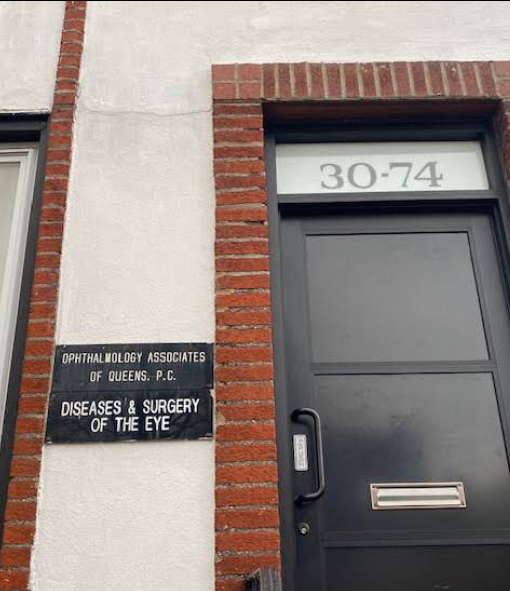 30-74
OPHTHALMOLOGY ASSOCIATES
OF QUEENS. P.C.
DISEASES & SURGERY
OF THE EYE